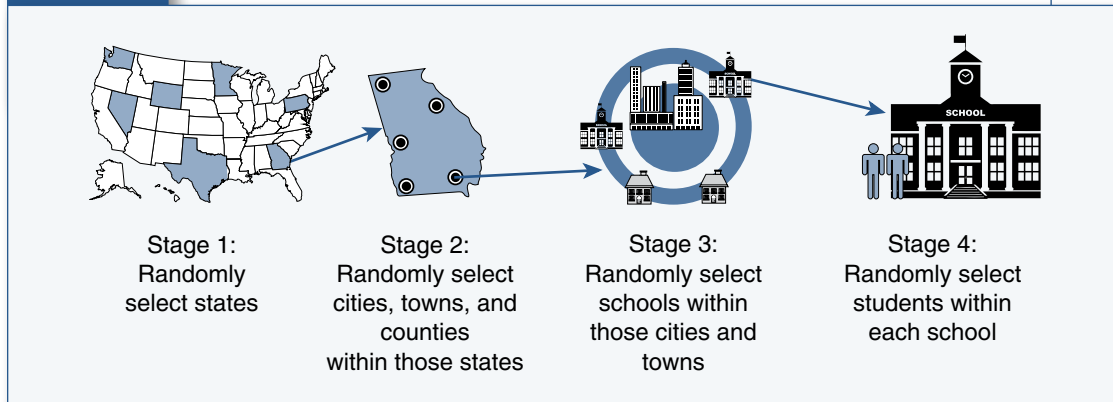 SCHOOL
SCHOOL
SCHOOL
Stage 1:
Randomly
select states
Stage 2:
Randomly select
cities, towns, and
counties
within those states
Stage 3:
Randomly select
schools within
those cities and
towns
Stage 4:
Randomly select
students within
each school